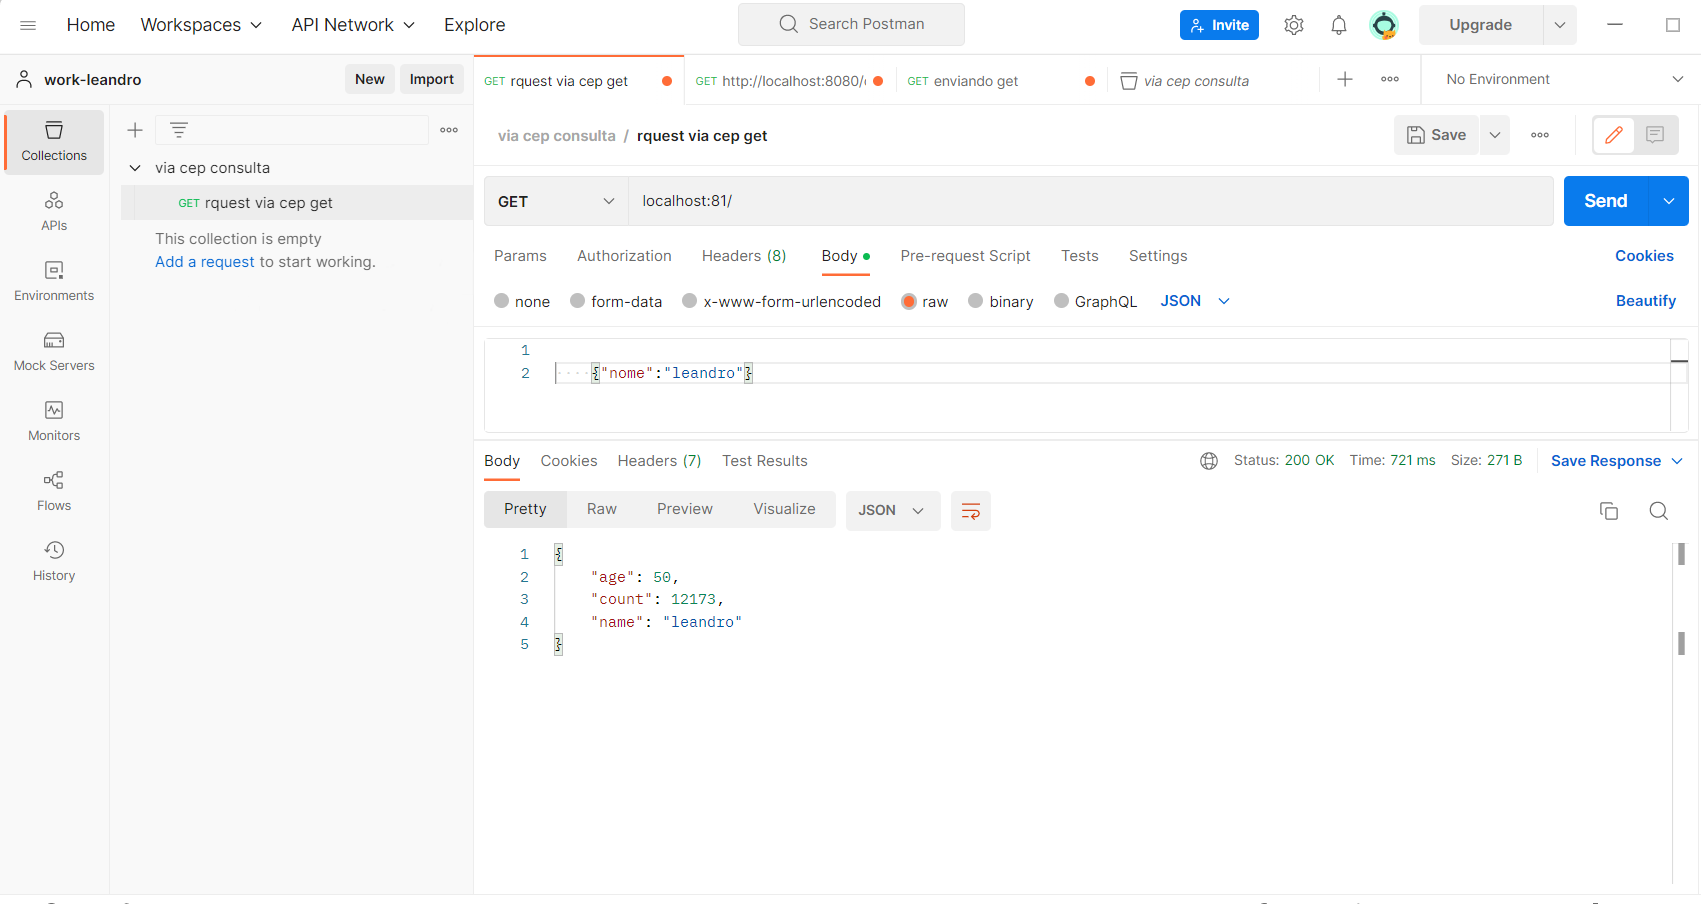 Home Workspaces API Network Explore Search Postman Invite Upgrade
work-leandro New Import GET rquest via cep get GET http://localhost:8080/ GET enviando get via cep consulta No Environment
Collections
APIs
Environments
Mock Servers
Monitors
Flows
History
via cep consulta
GET rquest via cep get
This collection is empty
Add a request to start working.
via cep consulta / rquest via cep get Save
GET localhost:81/ Send
Params Authorization Headers (8) Body Pre-request Script Tests Settings Cookies
none form-data x-www-form-urlencoded raw binary GraphQL JSON Beautify
1
2 {"nome":"leandro"}
Body Cookies Headers (7) Test Results Status: 200 OK Time: 721 ms Size: 271 B Save Response
Pretty Raw Preview Visualize JSON
1 {
2 "age": 50,
3 "count": 12173,
4 "name": "leandro"
5 }